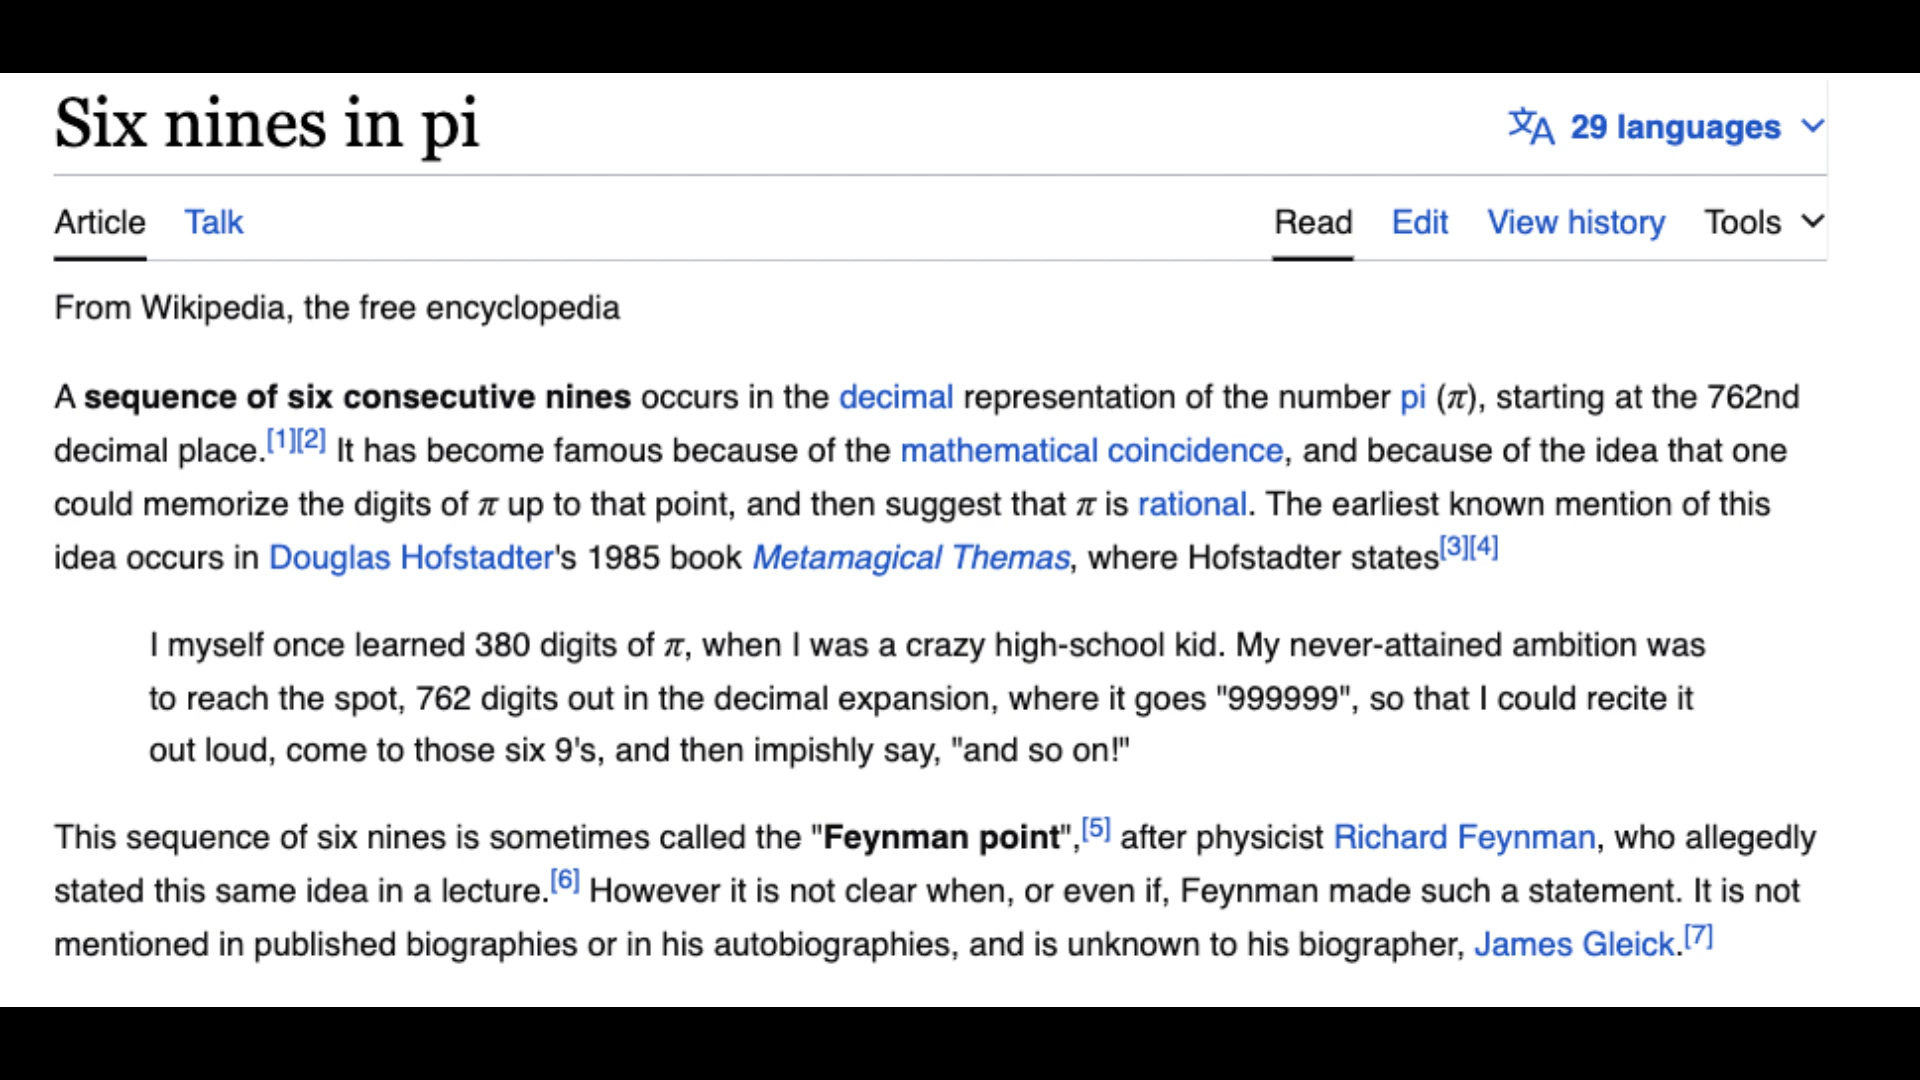 Six nines in pi
29 languages
Article Talk Read Edit View history Tools
From Wikipedia, the free encyclopedia
A sequence of six consecutive nines occurs in the decimal representation of the number pi (π), starting at the 762nd
decimal place.[1][2] It has become famous because of the mathematical coincidence, and because of the idea that one
could memorize the digits of π up to that point, and then suggest that π is rational. The earliest known mention of this
idea occurs in Douglas Hofstadter's 1985 book Metamagical Themas, where Hofstadter states[3][4]
I myself once learned 380 digits of π, when I was a crazy high-school kid. My never-attained ambition was
to reach the spot, 762 digits out in the decimal expansion, where it goes "999999", so that I could recite it
out loud, come to those six 9's, and then impishly say, "and so on!"
This sequence of six nines is sometimes called the "Feynman point",[5] after physicist Richard Feynman, who allegedly
stated this same idea in a lecture.[6] However it is not clear when, or even if, Feynman made such a statement. It is not
mentioned in published biographies or in his autobiographies, and is unknown to his biographer, James Gleick.[7]